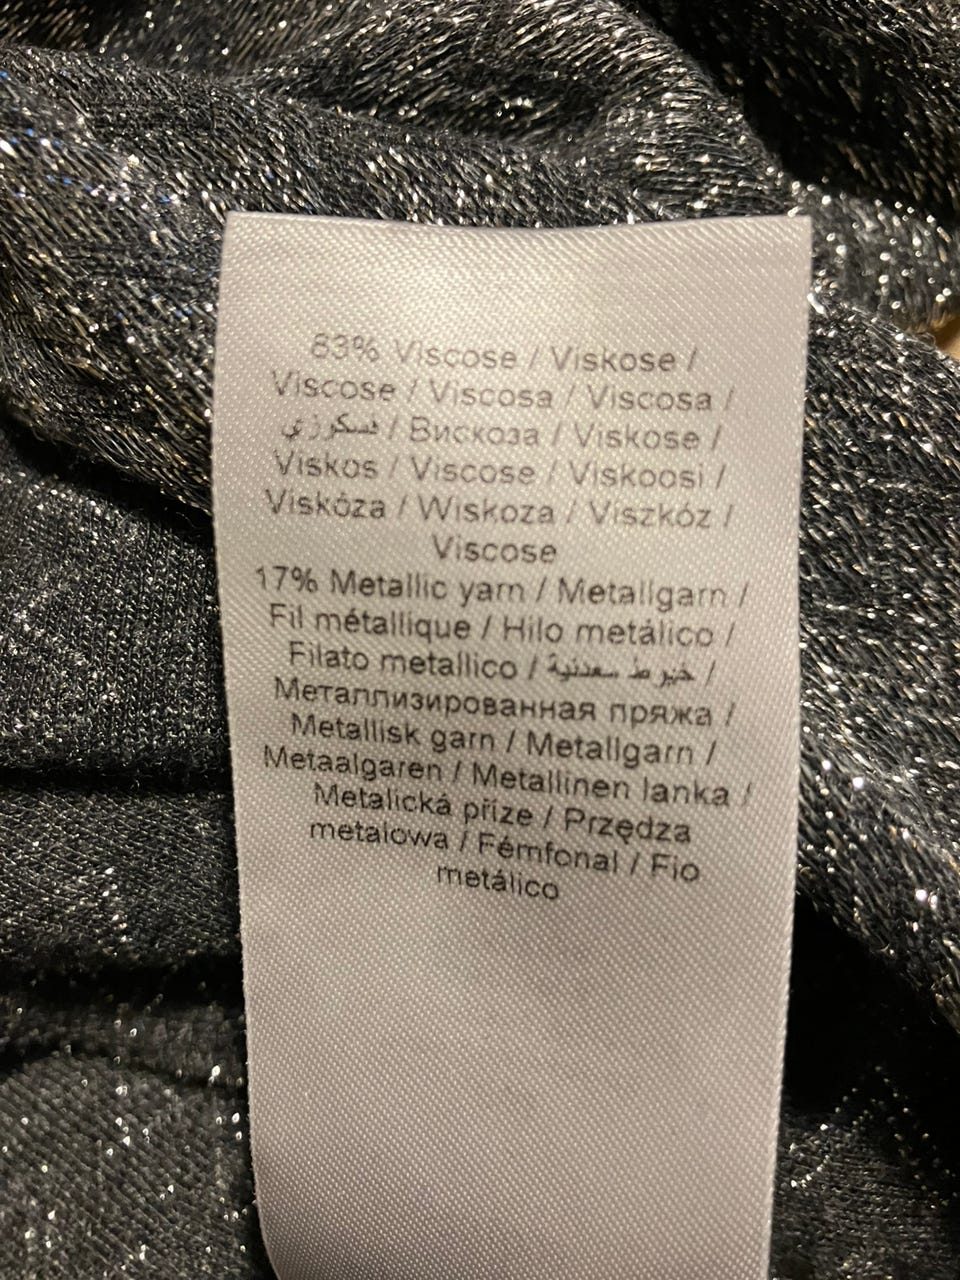 83% Viscose / Viskose /
Viscose / Viscosa / Viscosa /
فسكوزي / Вискоза / Viskose /
Viskos / Viscose / Viskoosi /
Viskóza / Wiskoza / Viszkóz /
Viscose
17% Metallic yarn / Metallgarn /
Fil métallique / Hilo metálico /
Filato metallico / خيوط معدنية /
Металлизированная пряжа /
Metallisk garn / Metallgarn /
Metaalgaren / Metallinen lanka /
Metalická příze / Przędza
metalowa / Fémfonal / Fio
metálico